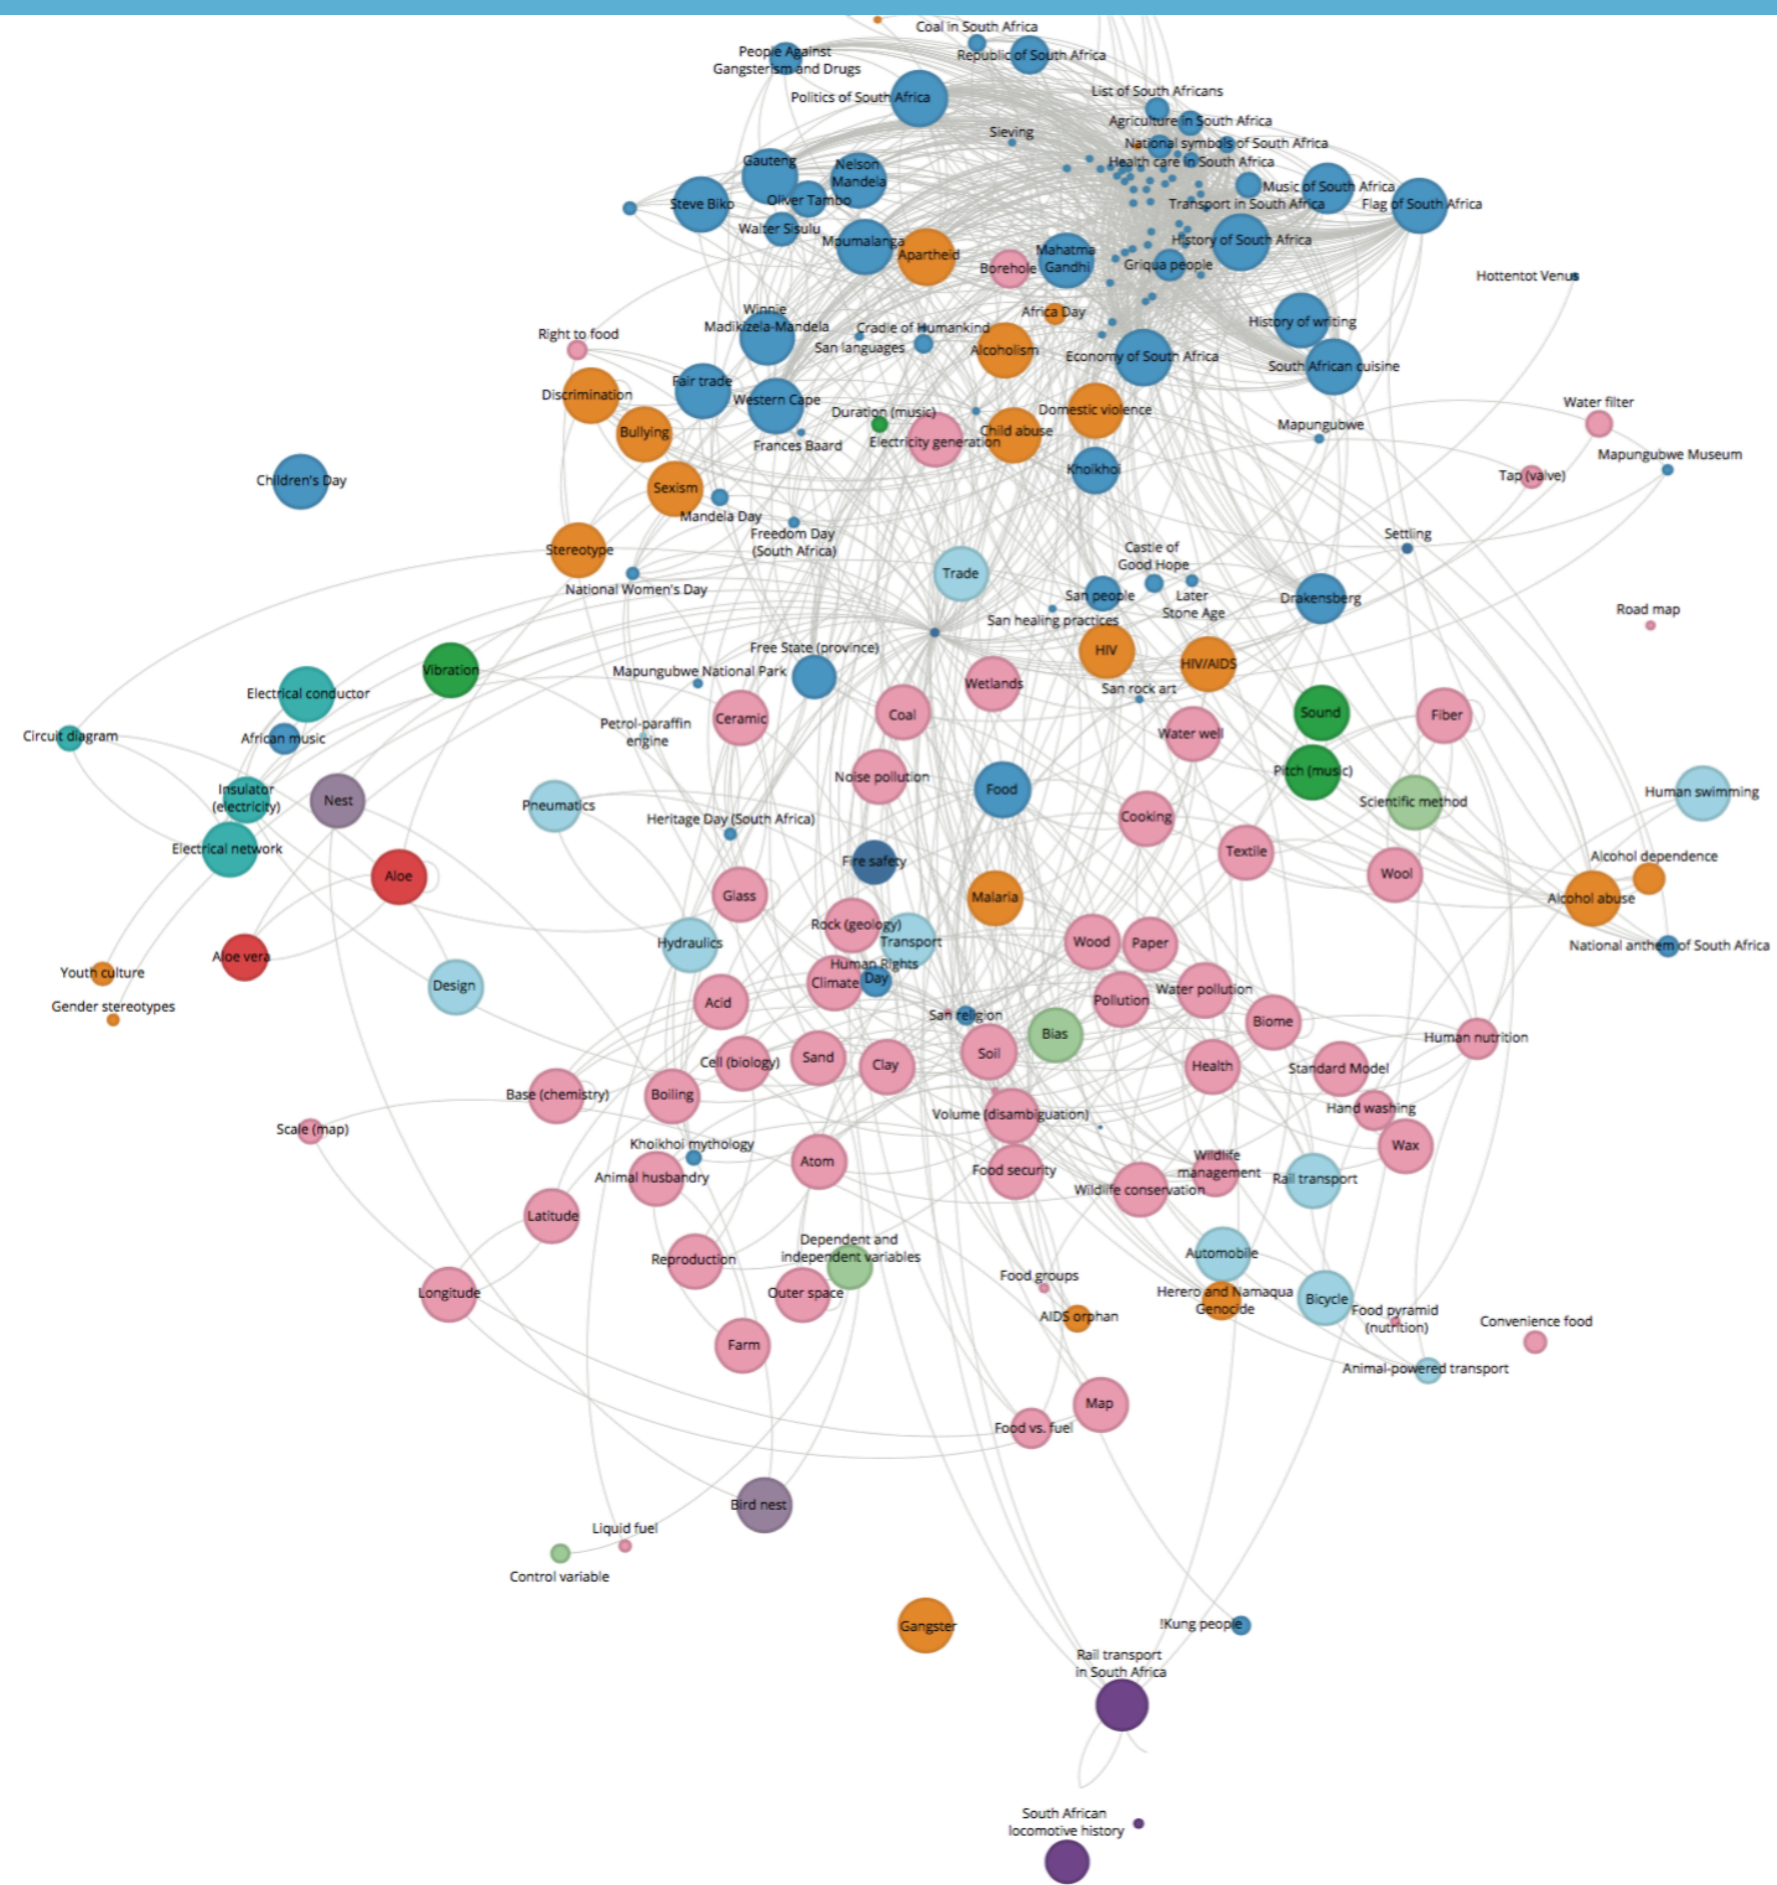 Coal in South Africa
People Against
Gangsterism and Drugs
Republic of South Africa
Politics of South Africa
List of South Africans
Agriculture in South Africa
Sieving
National symbols of South Africa
Health care in South Africa
Gauteng
Nelson
Mandela
Music of South Africa
Steve Biko
Oliver Tambo
Transport in South Africa
Flag of South Africa
Walter Sisulu
Mpumalanga
Apartheid
History of South Africa
Mahatma
Gandhi
Borehole
Griqua people
Hottentot Venus
Winnie
Madikizela-Mandela
Africa Day
Cradle of Humankind
History of writing
Right to food
San languages
Alcoholism
Economy of South Africa
South African cuisine
Discrimination
Fair trade
Western Cape
Duration (music)
Domestic violence
Water filter
Bullying
Frances Baard
Electricity generation
Child abuse
Mapungubwe
Mapungubwe Museum
Khoikhoi
Tap (valve)
Children's Day
Sexism
Mandela Day
Freedom Day
(South Africa)
Settling
Stereotype
Castle of
Good Hope
Trade
National Women's Day
San people
Later
Stone Age
Drakensberg
San healing practices
Road map
Free State (province)
HIV
HIV/AIDS
Vibration
Mapungubwe National Park
Wetlands
San rock art
Electrical conductor
Circuit diagram
African music
Petrol-paraffin
engine
Ceramic
Coal
Water well
Sound
Fiber
Noise pollution
Pitch (music)
Insulator
(electricity)
Nest
Pneumatics
Food
Scientific method
Human swimming
Heritage Day (South Africa)
Cooking
Electrical network
Fire safety
Textile
Alcohol dependence
Aloe
Glass
Malaria
Wool
Alcohol abuse
Rock (geology)
Hydraulics
Transport
Wood
Paper
National anthem of South Africa
Aloe vera
Youth culture
Human Rights
Day
Climate
Design
Acid
Pollution
Water pollution
Gender stereotypes
San religion
Bias
Biome
Human nutrition
Cell (biology)
Sand
Clay
Soil
Health
Standard Model
Base (chemistry)
Boiling
Volume (disambiguation)
Hand washing
Scale (map)
Khoikhoi mythology
Wax
Animal husbandry
Atom
Food security
Wildlife
management
Wildlife conservation
Rail transport
Latitude
Dependent and
independent variables
Reproduction
Automobile
Longitude
Outer space
Food groups
Herero and Namaqua
Genocide
Bicycle
AIDS orphan
Food pyramid
(nutrition)
Convenience food
Farm
Animal-powered transport
Map
Food vs. fuel
Bird nest
Liquid fuel
Control variable
Gangster
!Kung people
Rail transport
in South Africa
South African
locomotive history